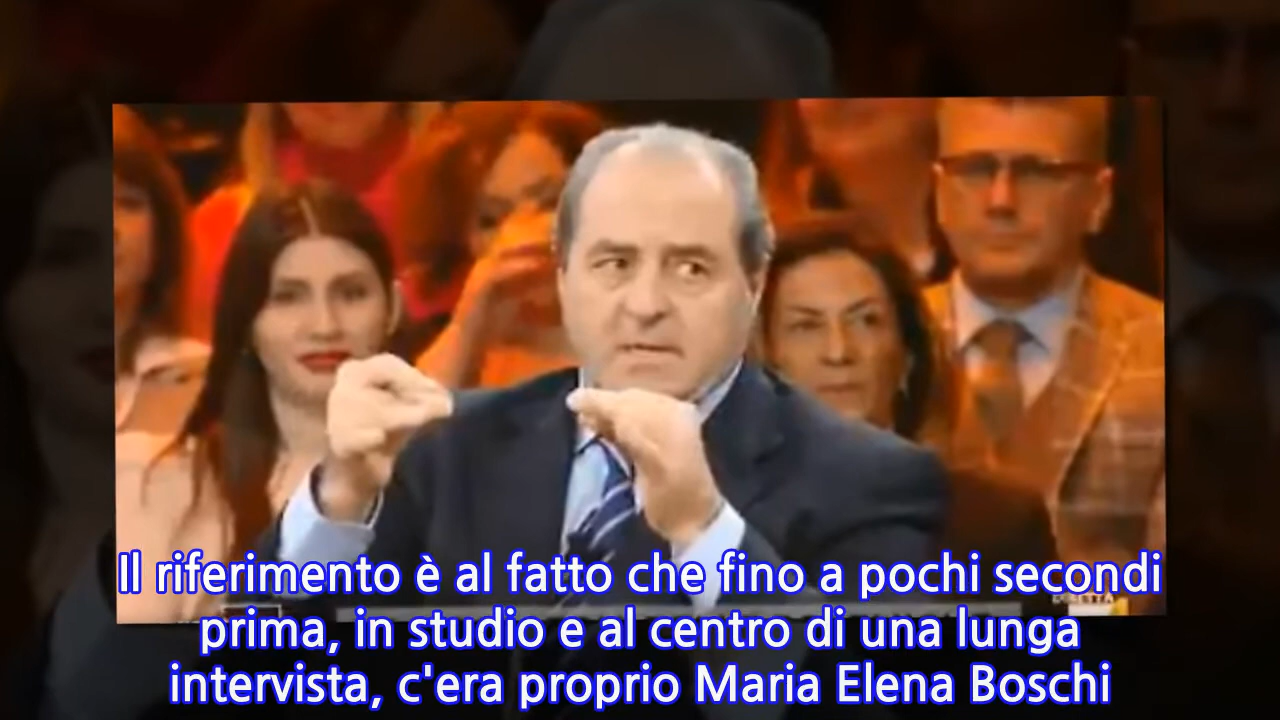 Il riferimento è al fatto che fino a pochi secondi
prima, in studio e al centro di una lunga
intervista, c'era proprio Maria Elena Boschi